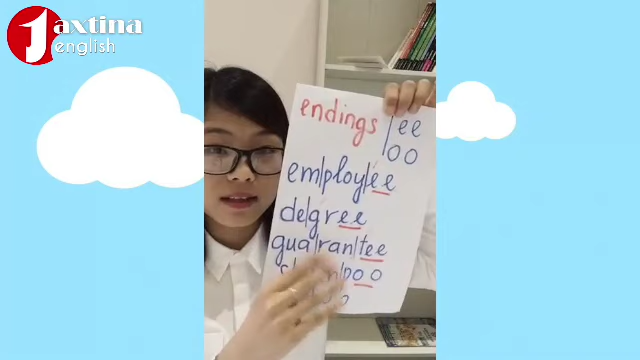 Jaxtina
english
endings | ee
oo
em/ploy/ee
de/gree
gua/ran/tee